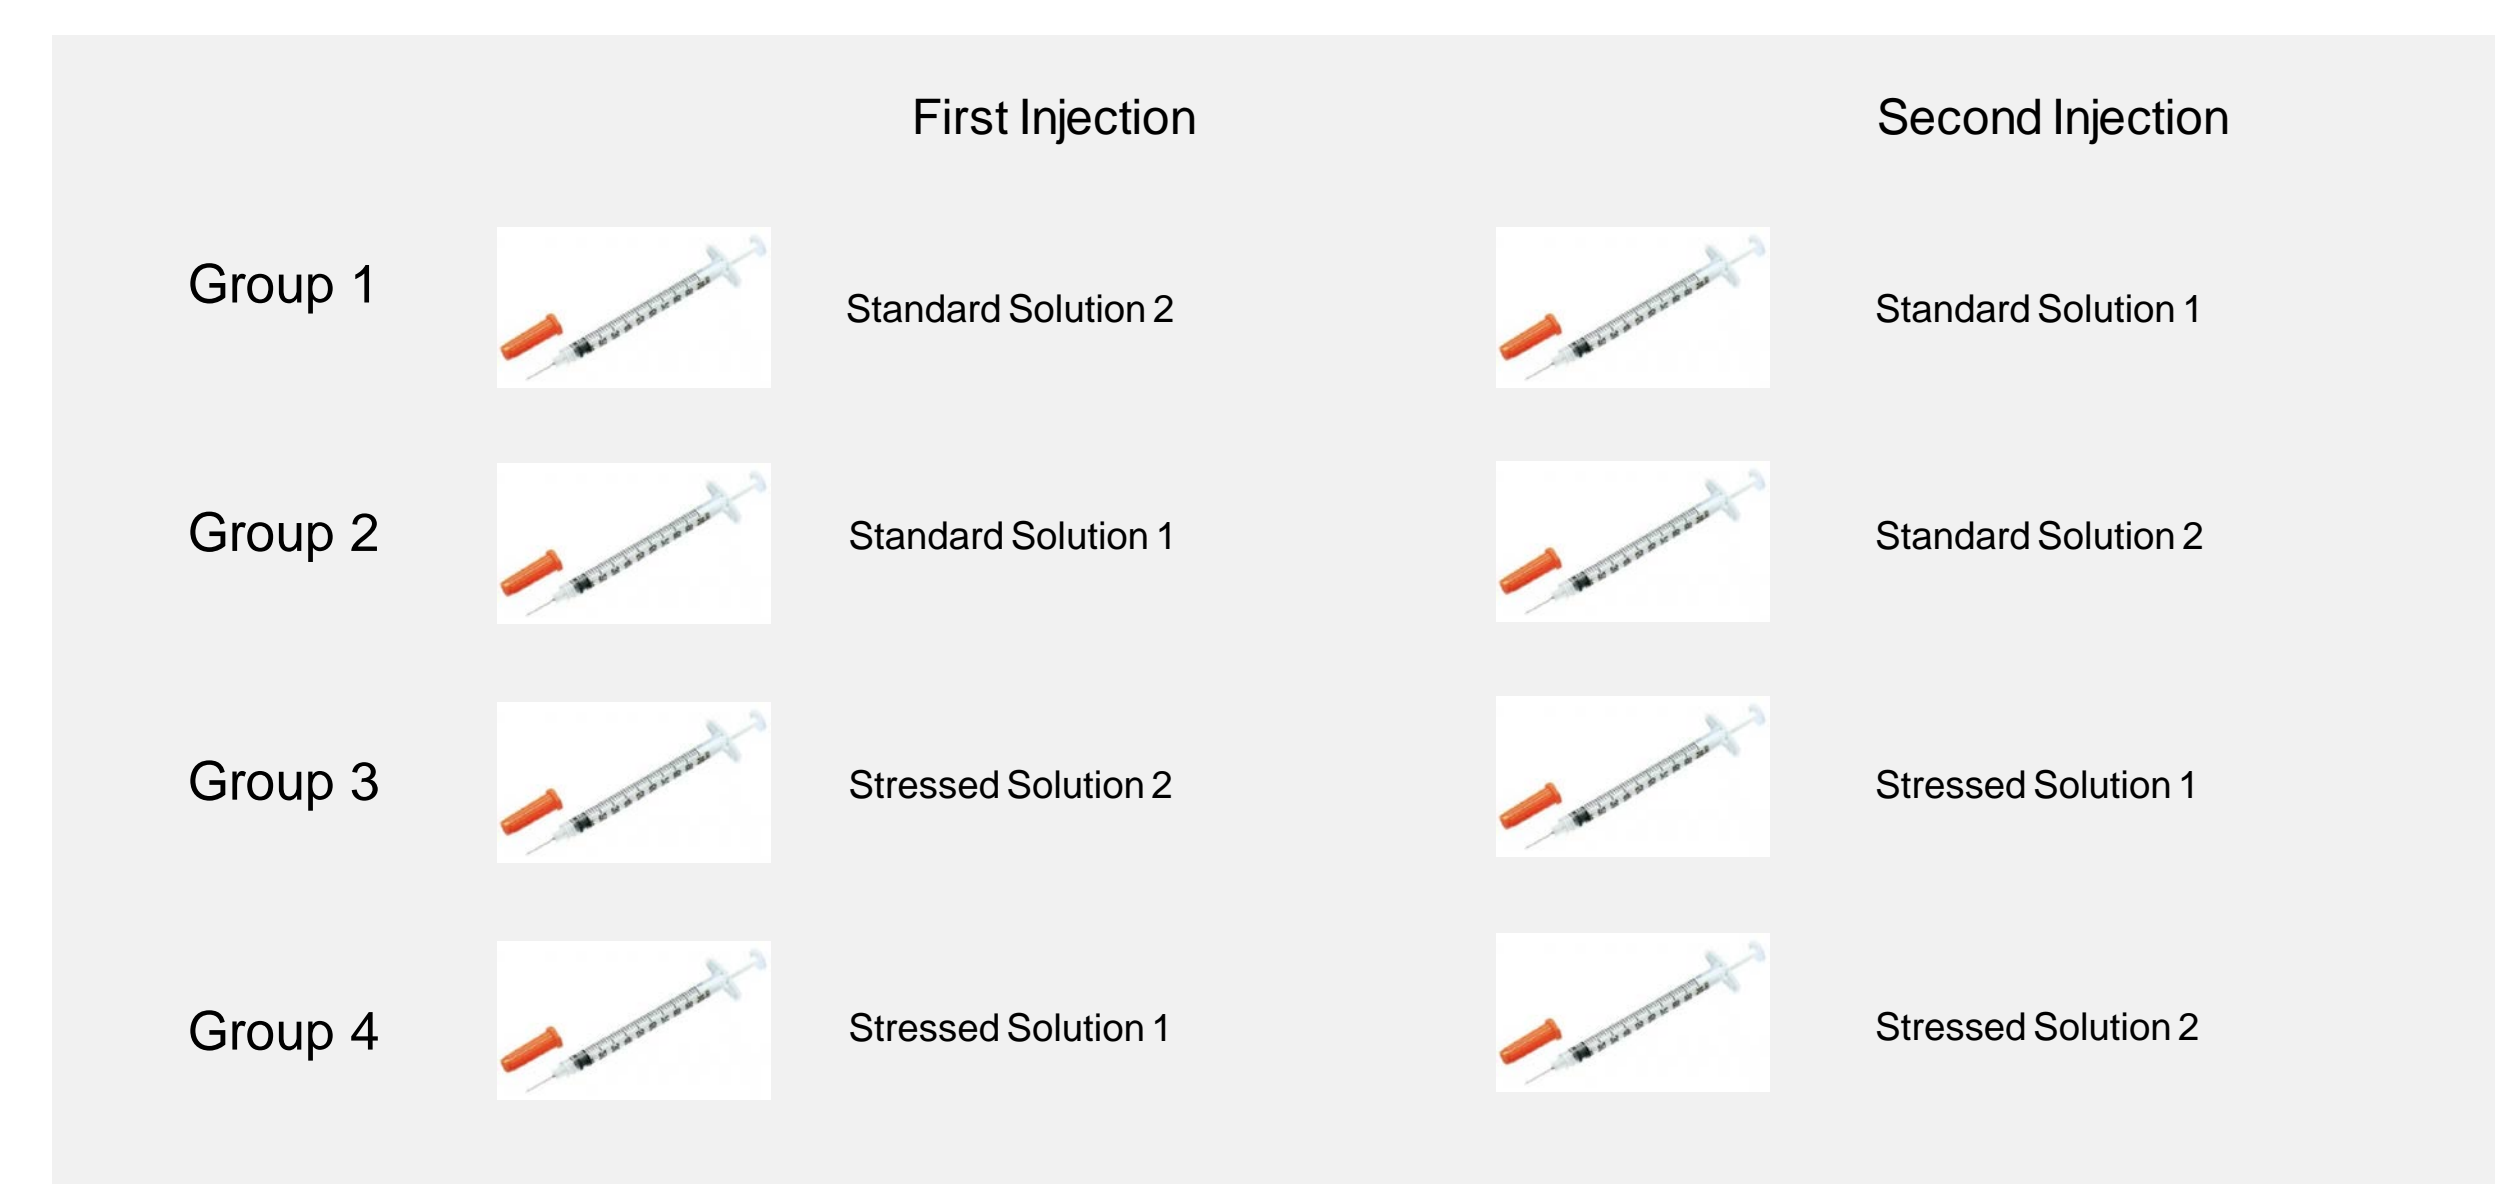 First Injection
Second Injection
Group 1
Standard Solution 2
Standard Solution 1
Group 2
Standard Solution 1
Standard Solution 2
Group 3
Stressed Solution 2
Stressed Solution 1
Group 4
Stressed Solution 1
Stressed Solution 2